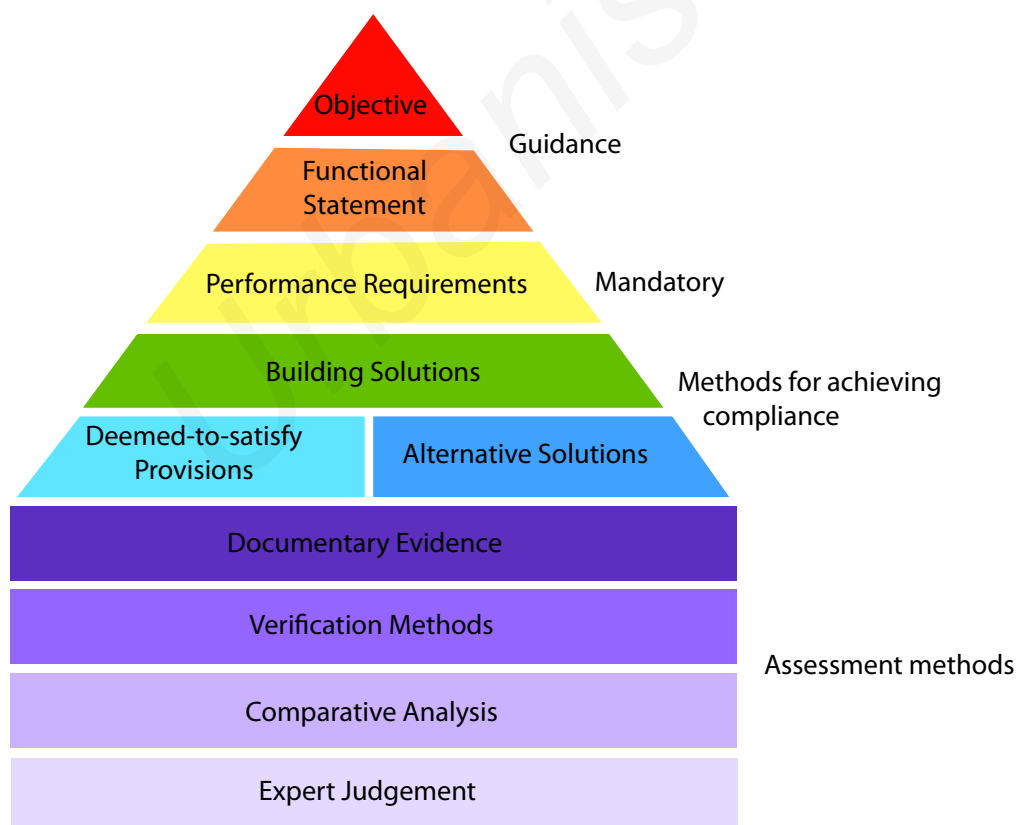 Objective
Guidance
Functional
Statement
Performance Requirements
Mandatory
Building Solutions
Methods for achieving
compliance
Deemed-to-satisfy
Provisions
Alternative Solutions
Documentary Evidence
Verification Methods
Assessment methods
Comparative Analysis
Expert Judgement
Urbanis